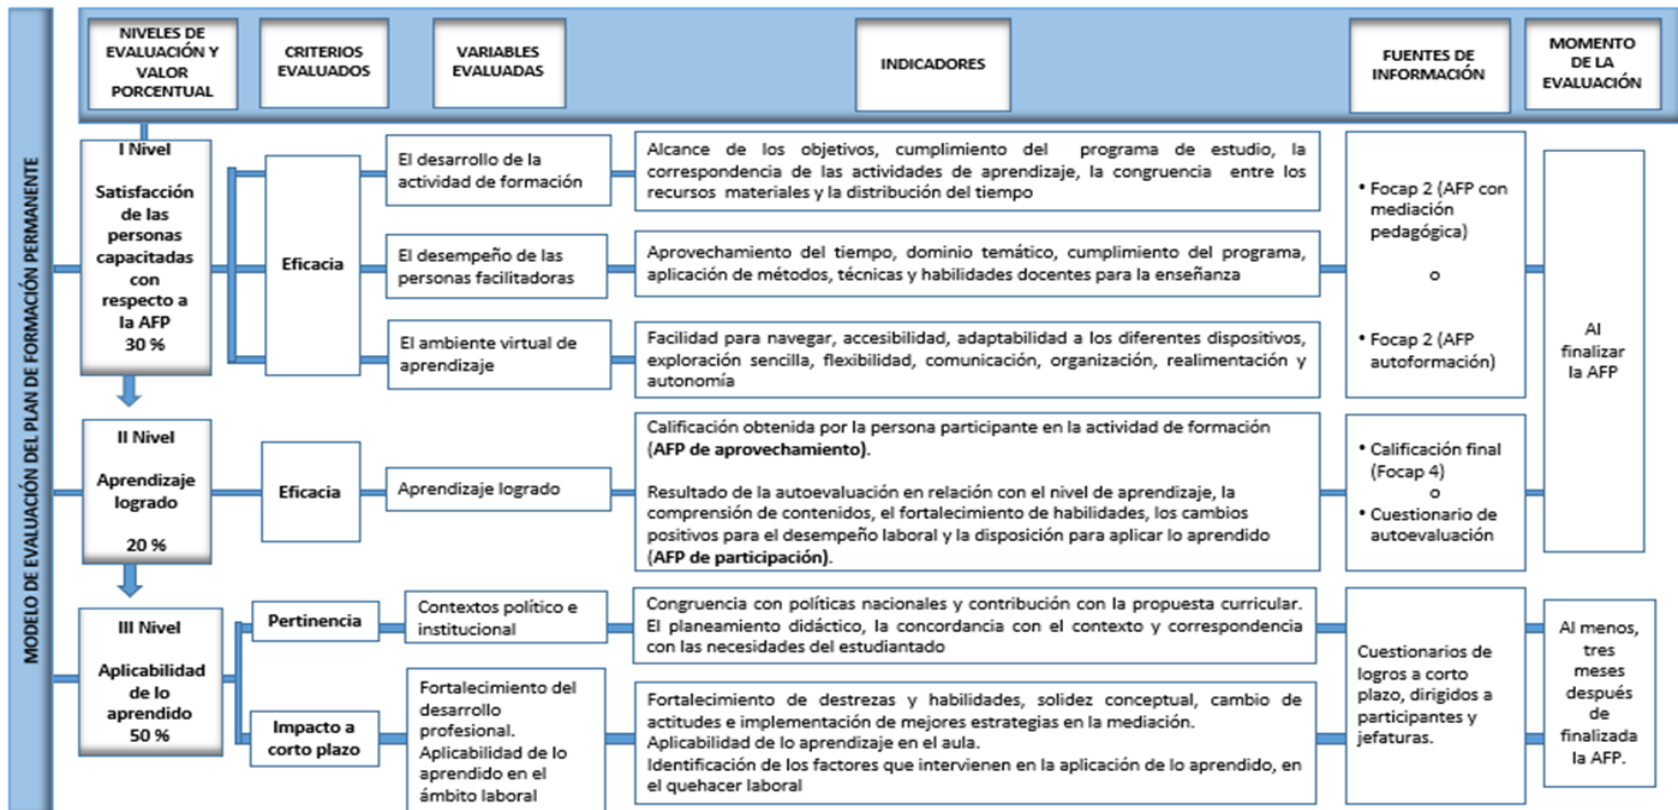 MODELO DE EVALUACIÓN DEL PLAN DE FORMACIÓN PERMANENTE
NIVELES DE
EVALUACIÓN Y
VALOR
PORCENTUAL
CRITERIOS
EVALUADOS
VARIABLES
EVALUADAS
INDICADORES
FUENTES DE
INFORMACIÓN
MOMENTO
DE LA
EVALUACIÓN
I Nivel
Satisfacción
de las
personas
capacitadas
con
respecto a
la AFP
30 %
Eficacia
El desarrollo de la
actividad de formación
Alcance de los objetivos, cumplimiento del programa de estudio, la
correspondencia de las actividades de aprendizaje, la congruencia entre los
recursos materiales y la distribución del tiempo
El desempeño de las
personas facilitadoras
Aprovechamiento del tiempo, dominio temático, cumplimiento del programa,
aplicación de métodos, técnicas y habilidades docentes para la enseñanza
El ambiente virtual de
aprendizaje
Facilidad para navegar, accesibilidad, adaptabilidad a los diferentes dispositivos,
exploración sencilla, flexibilidad, comunicación, organización, realimentación y
autonomía
• Focap 2 (AFP con
mediación
pedagógica)
o
• Focap 2 (AFP
autoformación)
Al
finalizar
la AFP
II Nivel
Aprendizaje
logrado
20 %
Eficacia
Aprendizaje logrado
Calificación obtenida por la persona participante en la actividad de formación
(AFP de aprovechamiento).
Resultado de la autoevaluación en relación con el nivel de aprendizaje, la
comprensión de contenidos, el fortalecimiento de habilidades, los cambios
positivos para el desempeño laboral y la disposición para aplicar lo aprendido
(AFP de participación).
• Calificación final
(Focap 4)
o
• Cuestionario de
autoevaluación
III Nivel
Aplicabilidad
de lo
aprendido
50 %
Pertinencia
Contextos político e
institucional
Congruencia con políticas nacionales y contribución con la propuesta curricular.
El planeamiento didáctico, la concordancia con el contexto y correspondencia
con las necesidades del estudiantado
Impacto a
corto plazo
Fortalecimiento del
desarrollo
profesional.
Aplicabilidad de lo
aprendido en el
ámbito laboral
Fortalecimiento de destrezas y habilidades, solidez conceptual, cambio de
actitudes e implementación de mejores estrategias en la mediación.
Aplicabilidad de lo aprendizaje en el aula.
Identificación de los factores que intervienen en la aplicación de lo aprendido, en
el quehacer laboral
Cuestionarios de
logros a corto
plazo, dirigidos a
participantes y
jefaturas.
Al menos,
tres
meses
después
de
finalizada
la AFP.